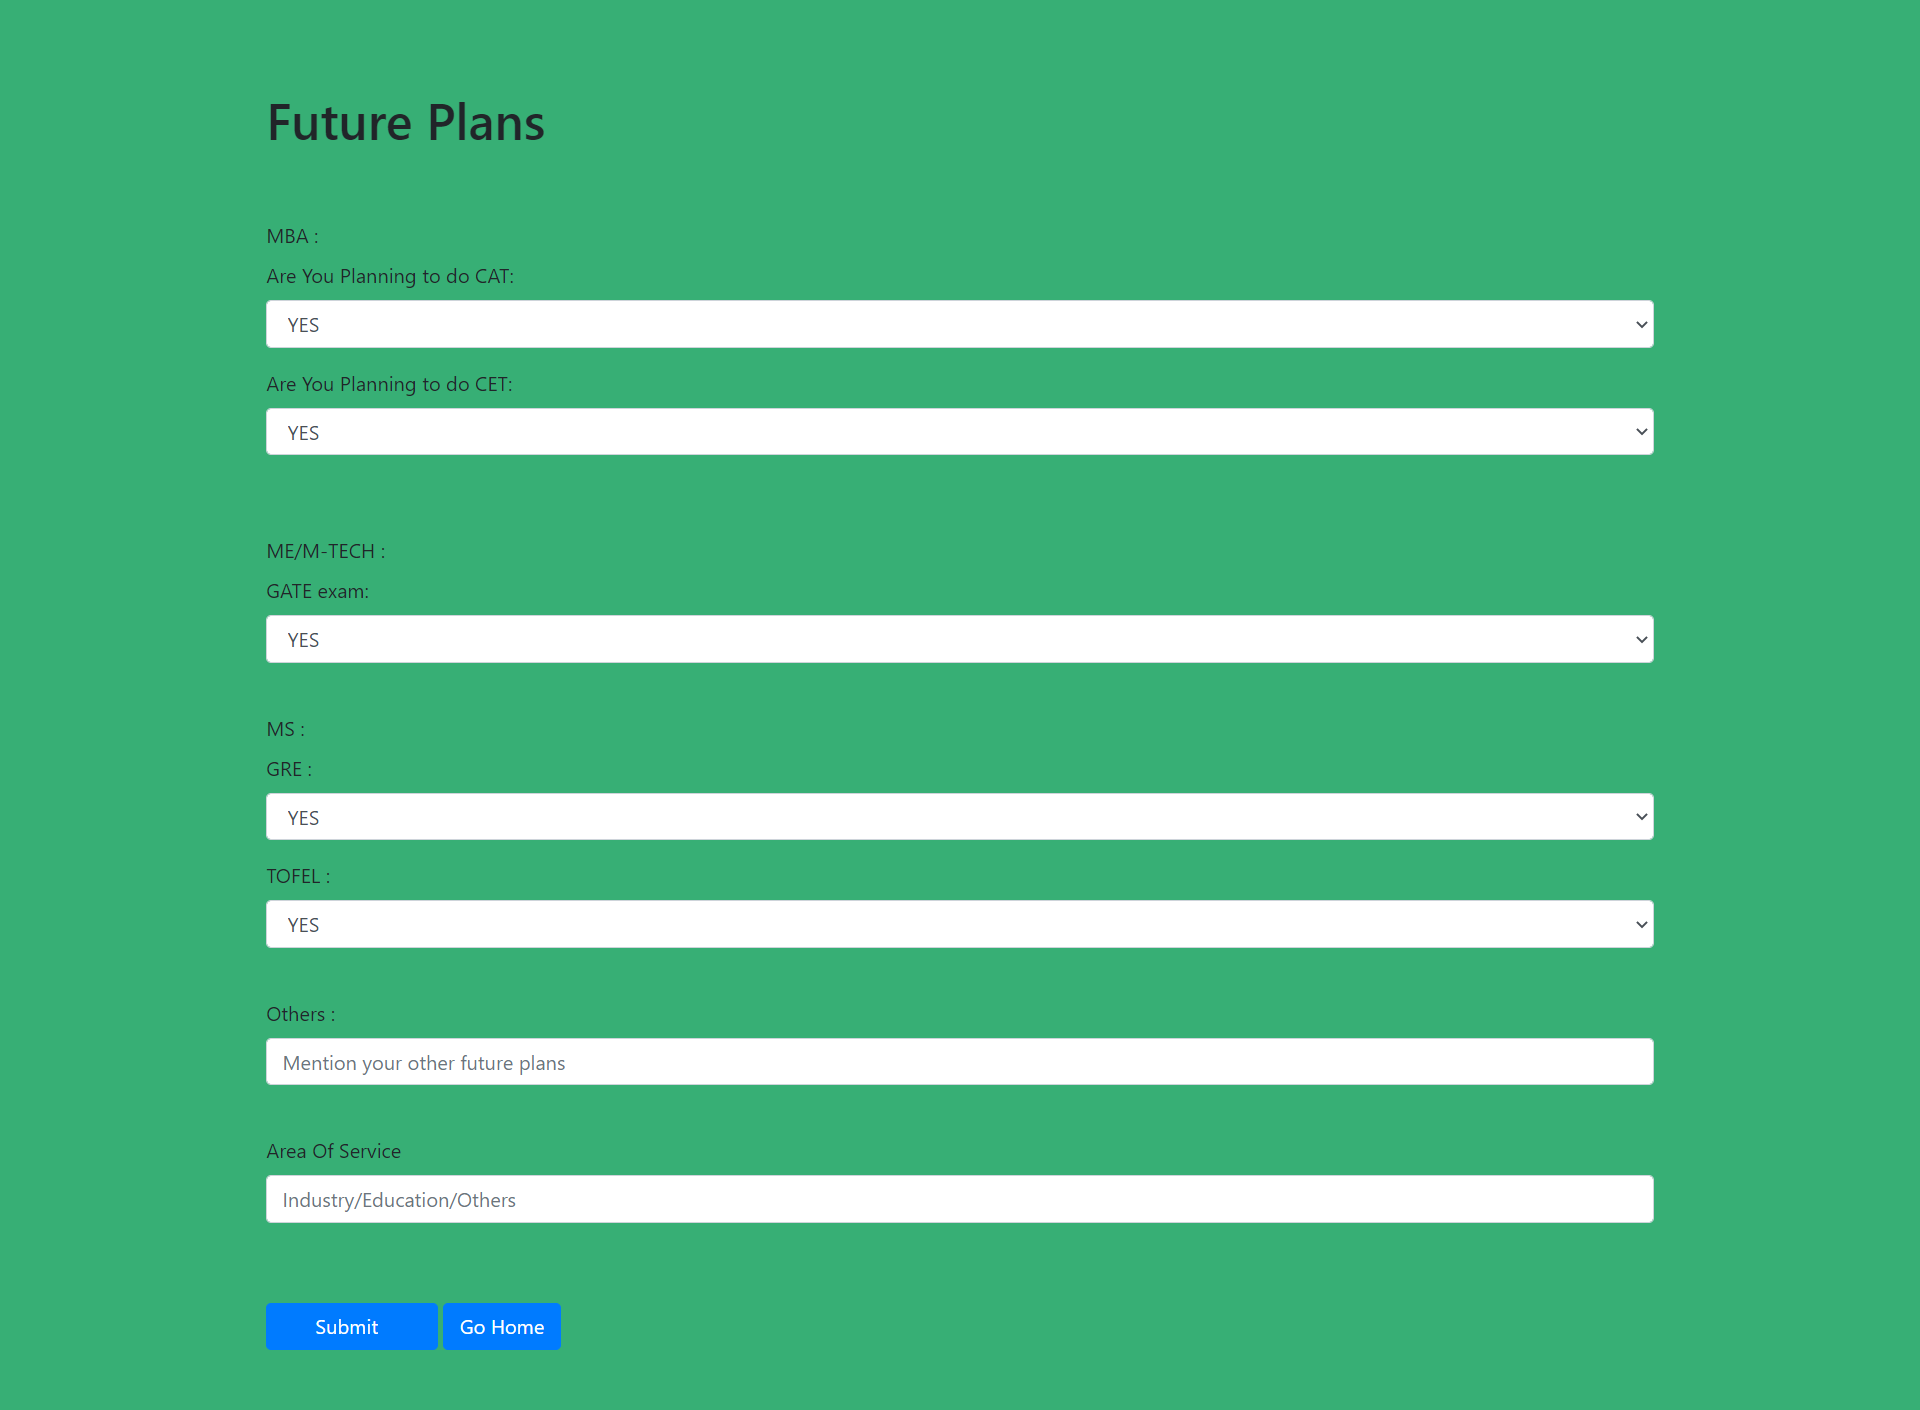 Future Plans
MBA :
Are You Planning to do CAT:
YES
Are You Planning to do CET:
YES
ME/M-TECH :
GATE exam:
YES
MS :
GRE :
YES
TOFEL :
YES
Others :
Mention your other future plans
Area Of Service
Industry/Education/Others
Submit Go Home